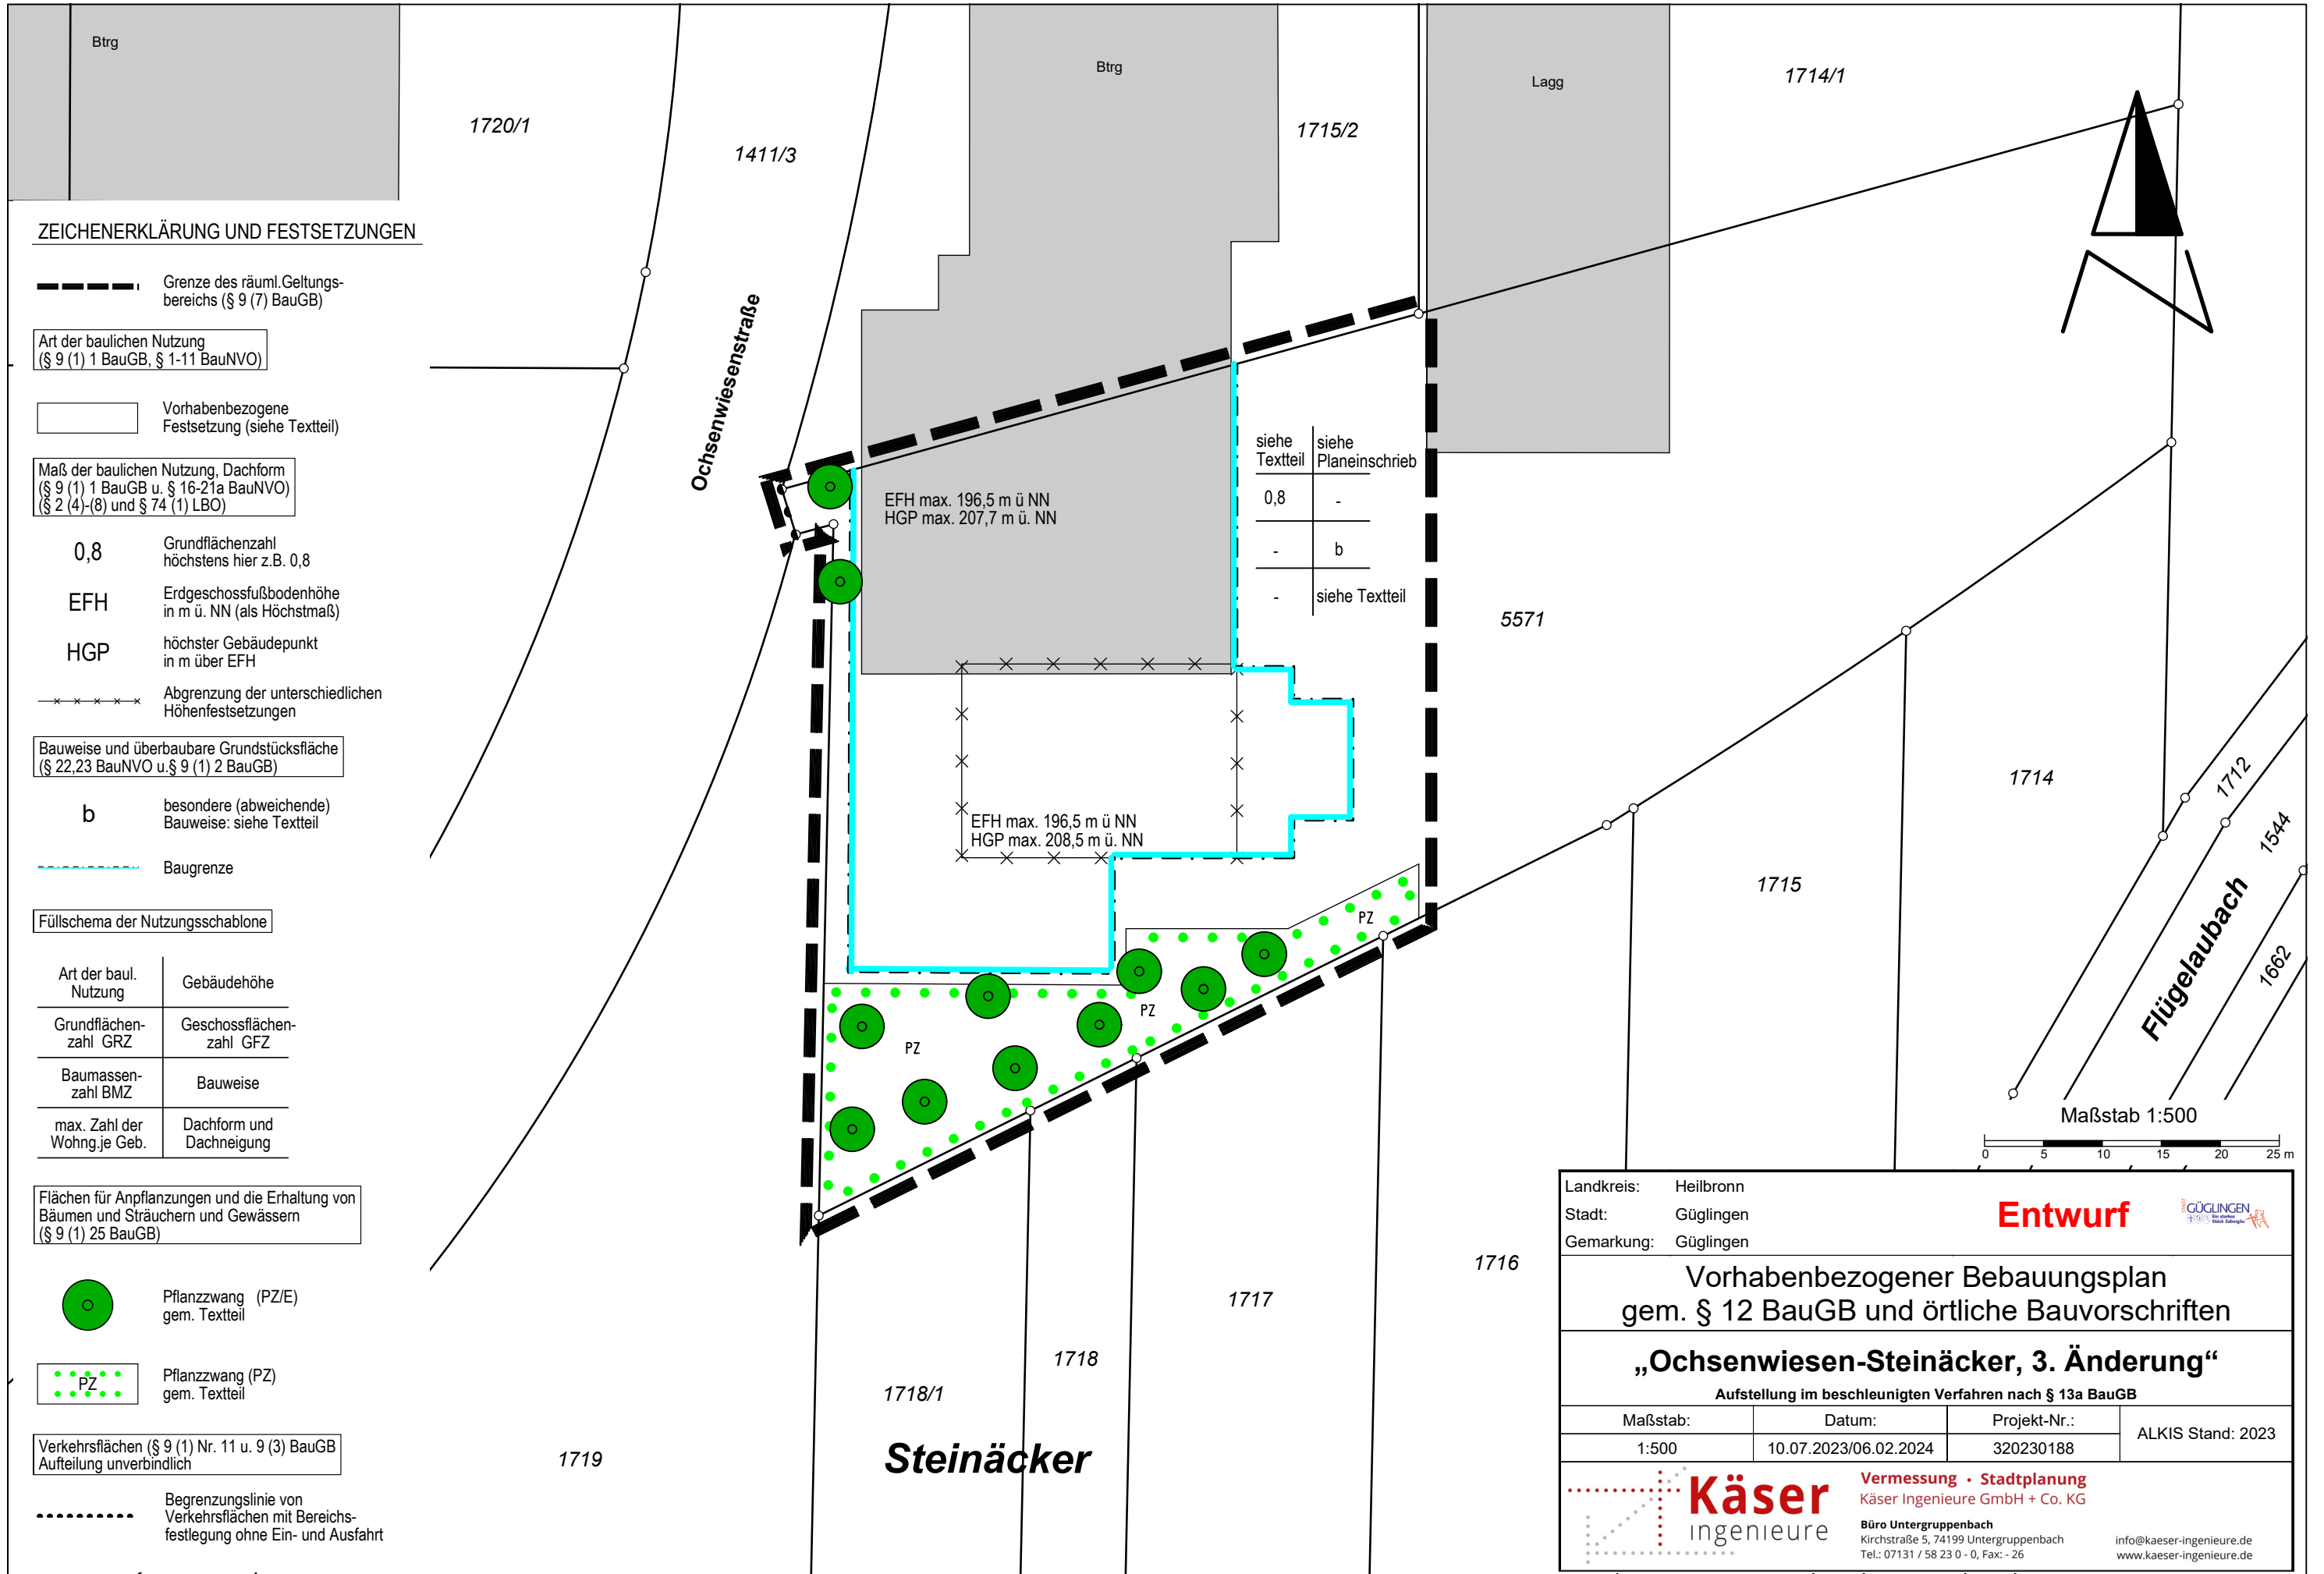 Btrg
1720/1
1411/3
Btrg
1715/2
Lagg
1714/1
Ochsenwiesenstraße
ZEICHENERKLÄRUNG UND FESTSETZUNGEN
Grenze des räuml.Geltungs-
bereichs (§ 9 (7) BauGB)
Art der baulichen Nutzung
(§ 9 (1) 1 BauGB, § 1-11 BauNVO)
Vorhabenbezogene
Festsetzung (siehe Textteil)
Maß der baulichen Nutzung, Dachform
(§ 9 (1) 1 BauGB u. § 16-21a BauNVO)
(§ 2 (4)-(8) und § 74 (1) LBO)
0,8
Grundflächenzahl
höchstens hier z.B. 0,8
EFH
Erdgeschossfußbodenhöhe
in m ü. NN (als Höchstmaß)
HGP
höchster Gebäudepunkt
in m über EFH
Abgrenzung der unterschiedlichen
Höhenfestsetzungen
Bauweise und überbaubare Grundstücksfläche
(§ 22,23 BauNVO u.§ 9 (1) 2 BauGB)
b
besondere (abweichende)
Bauweise: siehe Textteil
Baugrenze
Füllschema der Nutzungsschablone
Art der baul.
Nutzung
Gebäudehöhe
Grundflächen-
zahl GRZ
Geschossflächen-
zahl GFZ
Baumassen-
zahl BMZ
Bauweise
max. Zahl der
Wohng.je Geb.
Dachform und
Dachneigung
Flächen für Anpflanzungen und die Erhaltung von
Bäumen und Sträuchern und Gewässern
(§ 9 (1) 25 BauGB)
Pflanzzwang (PZ/E)
gem. Textteil
PZ
Pflanzzwang (PZ)
gem. Textteil
Verkehrsflächen (§ 9 (1) Nr. 11 u. 9 (3) BauGB
Aufteilung unverbindlich
Begrenzungslinie von
Verkehrsflächen mit Bereichs-
festlegung ohne Ein- und Ausfahrt
EFH max. 196,5 m ü NN
HGP max. 207,7 m ü. NN
siehe
Textteil
siehe
Planeinschrieb
0,8
-
-
b
-
siehe Textteil
5571
EFH max. 196,5 m ü NN
HGP max. 208,5 m ü. NN
PZ
PZ
PZ
1714
1712
1544
1715
Flügelaubach
1662
1716
1717
1718
1718/1
1719
Steinäcker
Maßstab 1:500
0 5 10 15 20 25 m
Landkreis: Heilbronn
Stadt: Güglingen
Gemarkung: Güglingen
Entwurf
STADT
GÜGLINGEN
Ein starkes
Stück Zabergäu
Vorhabenbezogener Bebauungsplan
gem. § 12 BauGB und örtliche Bauvorschriften
„Ochsenwiesen-Steinäcker, 3. Änderung“
Aufstellung im beschleunigten Verfahren nach § 13a BauGB
Maßstab: Datum: Projekt-Nr.:
ALKIS Stand: 2023
1:500 10.07.2023/06.02.2024 320230188
Käser
ingenieure
Vermessung · Stadtplanung
Käser Ingenieure GmbH + Co. KG
Büro Untergruppenbach
Kirchstraße 5, 74199 Untergruppenbach
Tel.: 07131 / 58 23 0 - 0, Fax: - 26
info@kaeser-ingenieure.de
www.kaeser-ingenieure.de